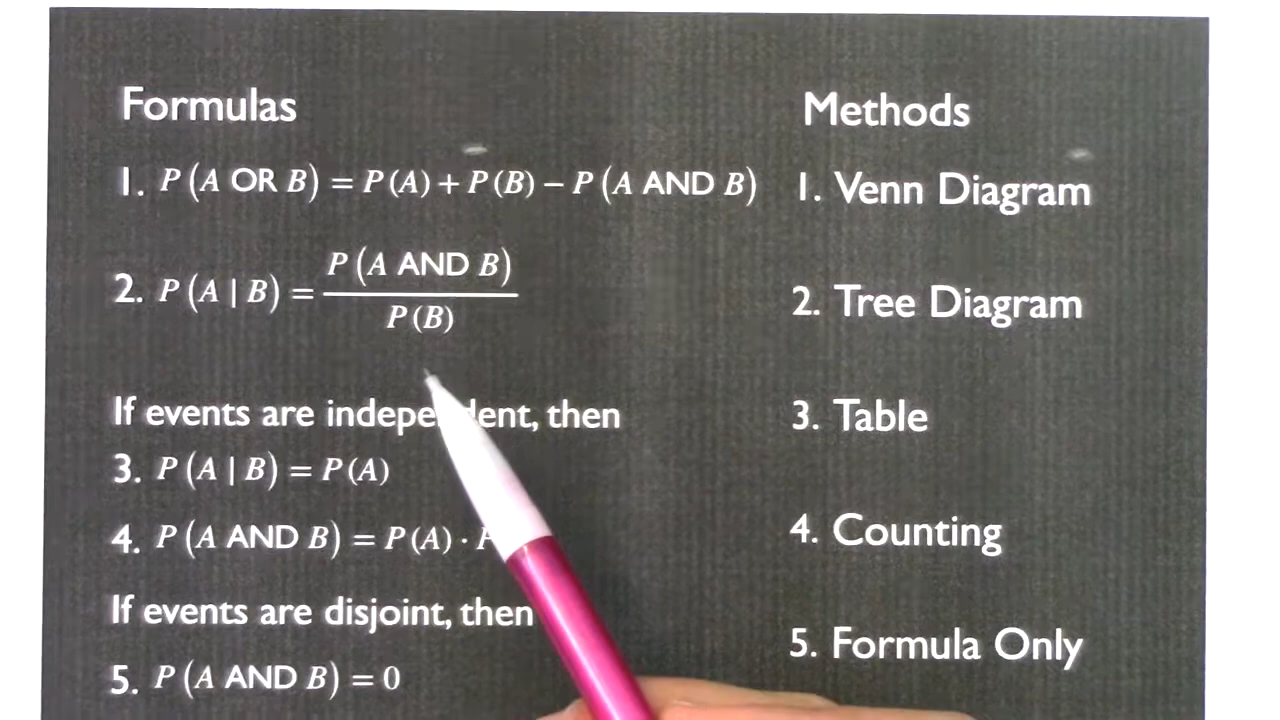 Formulas
1. P(A OR B) = P(A) + P(B) − P(A AND B)
2. P(A | B) = P(A AND B) / P(B)
If events are independent, then
3. P(A | B) = P(A)
4. P(A AND B) = P(A) · P
If events are disjoint, then
5. P(A AND B) = 0
Methods
1. Venn Diagram
2. Tree Diagram
3. Table
4. Counting
5. Formula Only